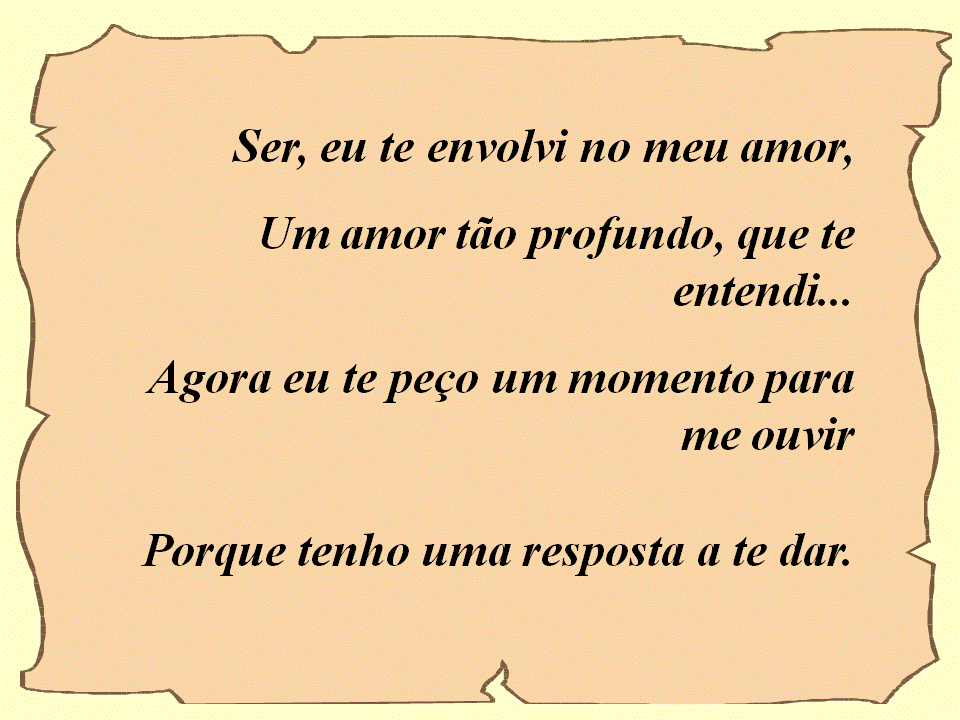 Ser, eu te envolvi no meu amor,
Um amor tão profundo, que te
entendi...
Agora eu te peço um momento para
me ouvir
Porque tenho uma resposta a te dar.